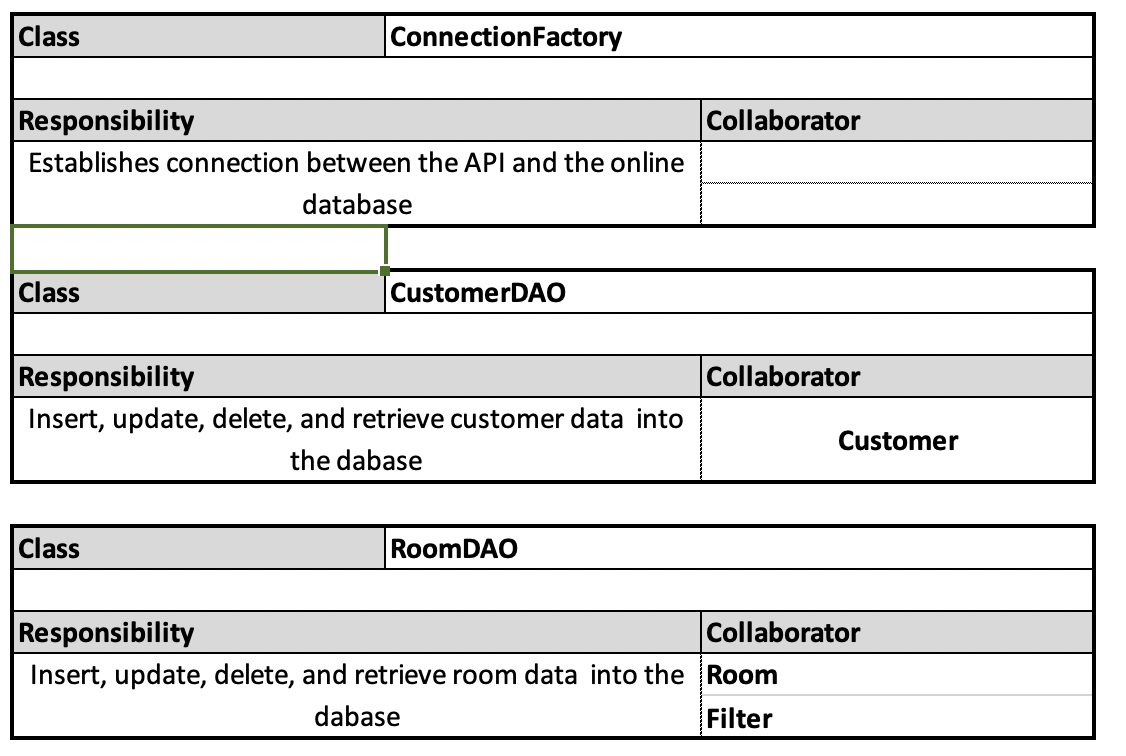 Class ConnectionFactory
Responsibility Collaborator
Establishes connection between the API and the online
database
Class CustomerDAO
Responsibility Collaborator
Insert, update, delete, and retrieve customer data  into
the dabase
Customer
Class RoomDAO
Responsibility Collaborator
Insert, update, delete, and retrieve room data  into the
dabase
Room
Filter